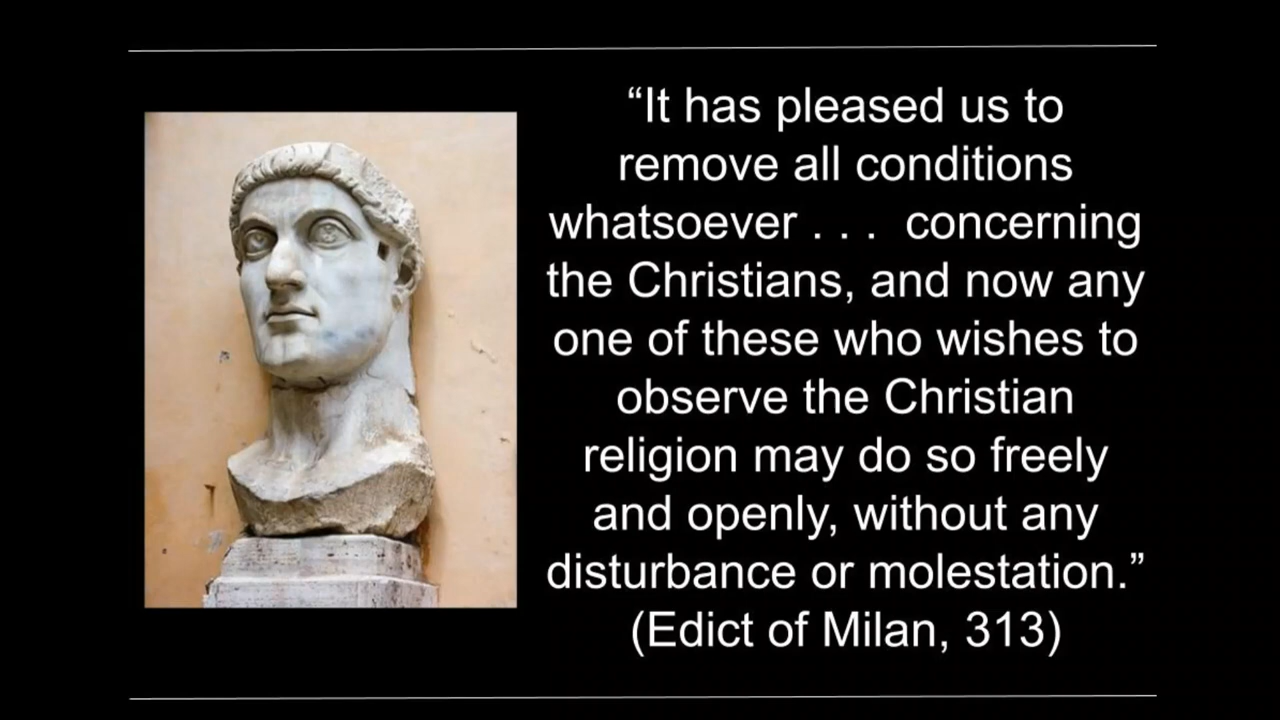 “It has pleased us to
remove all conditions
whatsoever . . .  concerning
the Christians, and now any
one of these who wishes to
observe the Christian
religion may do so freely
and openly, without any
disturbance or molestation.”
(Edict of Milan, 313)